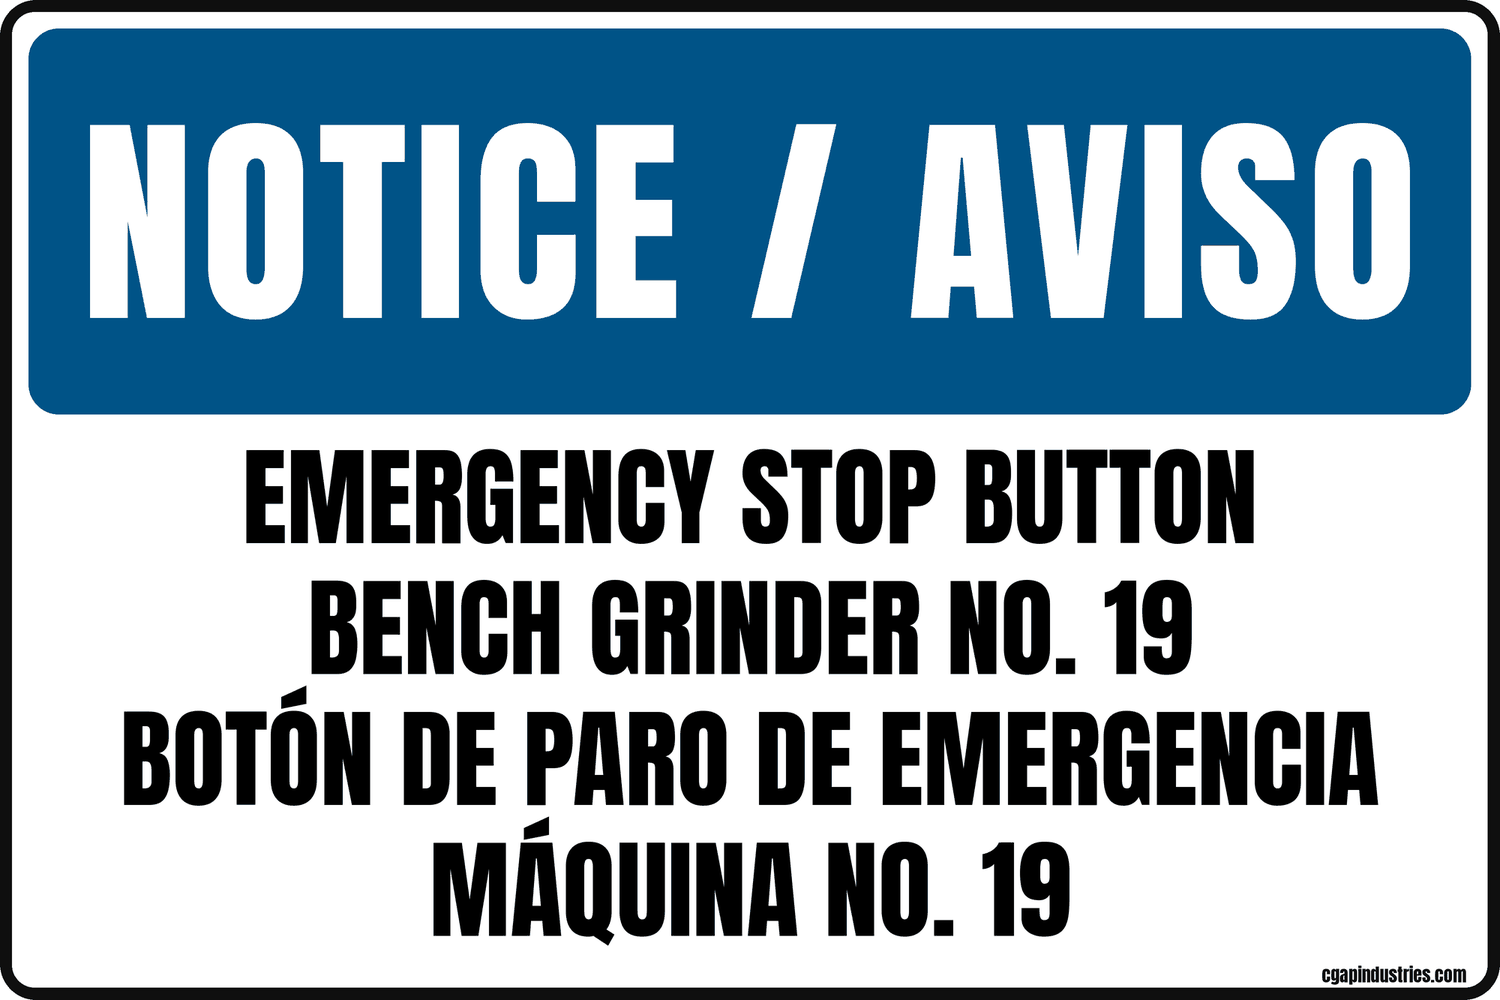 NOTICE / AVISO
EMERGENCY STOP BUTTON
BENCH GRINDER NO. 19
BOTÓN DE PARO DE EMERGENCIA
MÁQUINA NO. 19
cgapindustries.com